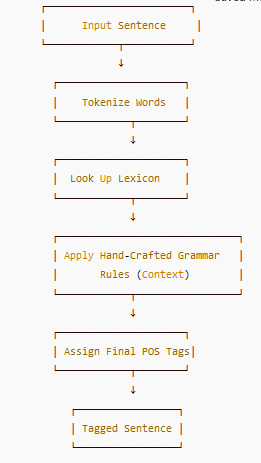 Input Sentence
Tokenize Words
Look Up Lexicon
Apply Hand-Crafted Grammar
Rules (Context)
Assign Final POS Tags
Tagged Sentence